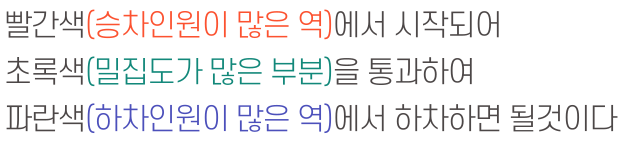 빨간색(승차인원이 많은 역)에서 시작되어
초록색(밀집도가 많은 부분)을 통과하여
파란색(하차인원이 많은 역)에서 하차하면 될것이다